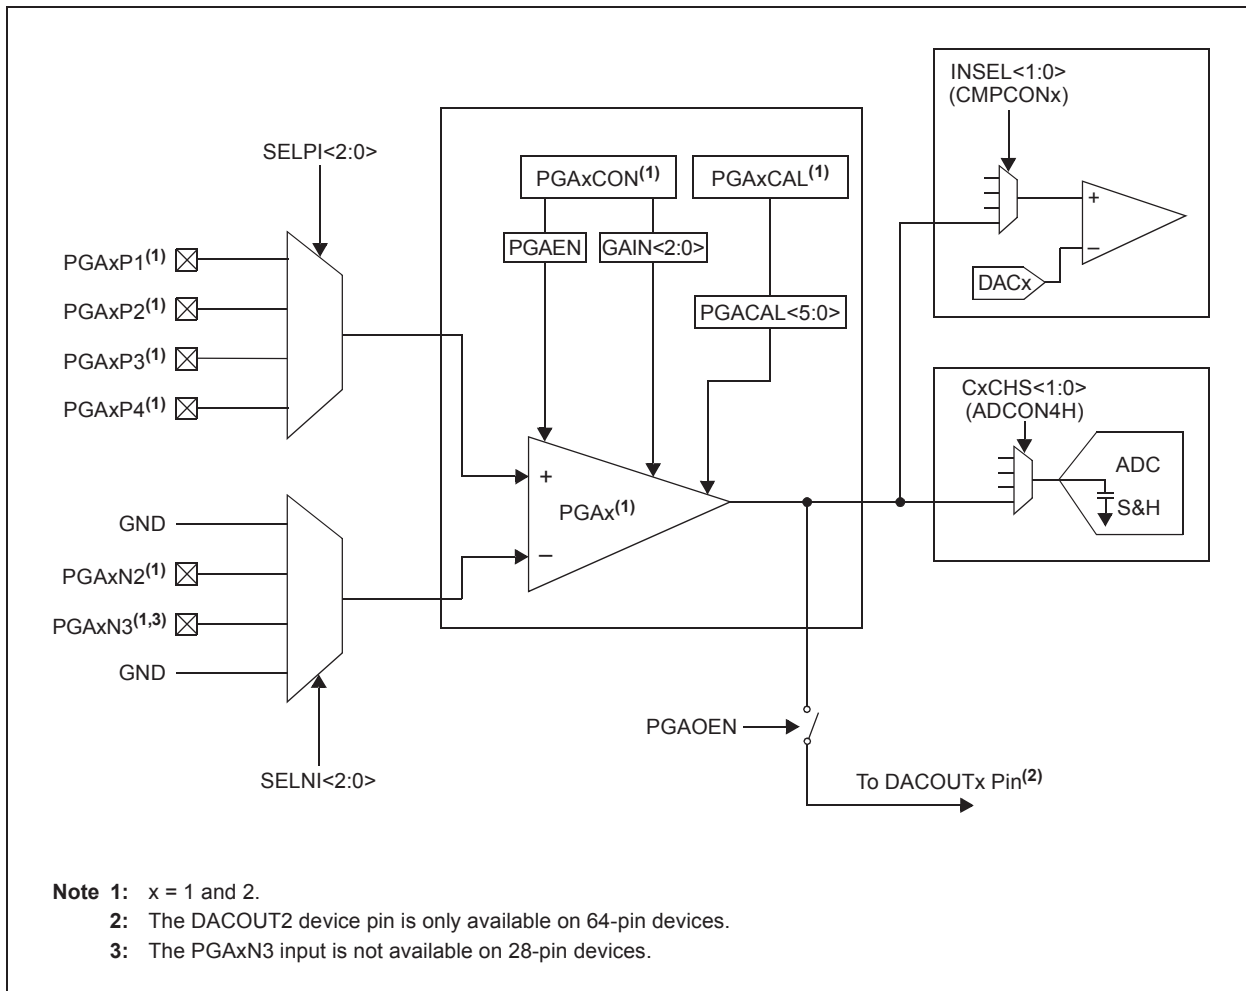 INSEL<1:0>
(CMPCONx)
SELPI<2:0>
PGAxCON(1)
PGAxCAL(1)
+
PGAEN
GAIN<2:0>
–
PGAxP1(1)
DACx
PGAxP2(1)
PGACAL<5:0>
PGAxP3(1)
CxCHS<1:0>
(ADCON4H)
PGAxP4(1)
ADC
+
S&H
PGAx(1)
GND
–
PGAxN2(1)
PGAxN3(1,3)
GND
PGAOEN
SELNI<2:0>
To DACOUTx Pin(2)
Note 1: x = 1 and 2.
2: The DACOUT2 device pin is only available on 64-pin devices.
3: The PGAxN3 input is not available on 28-pin devices.